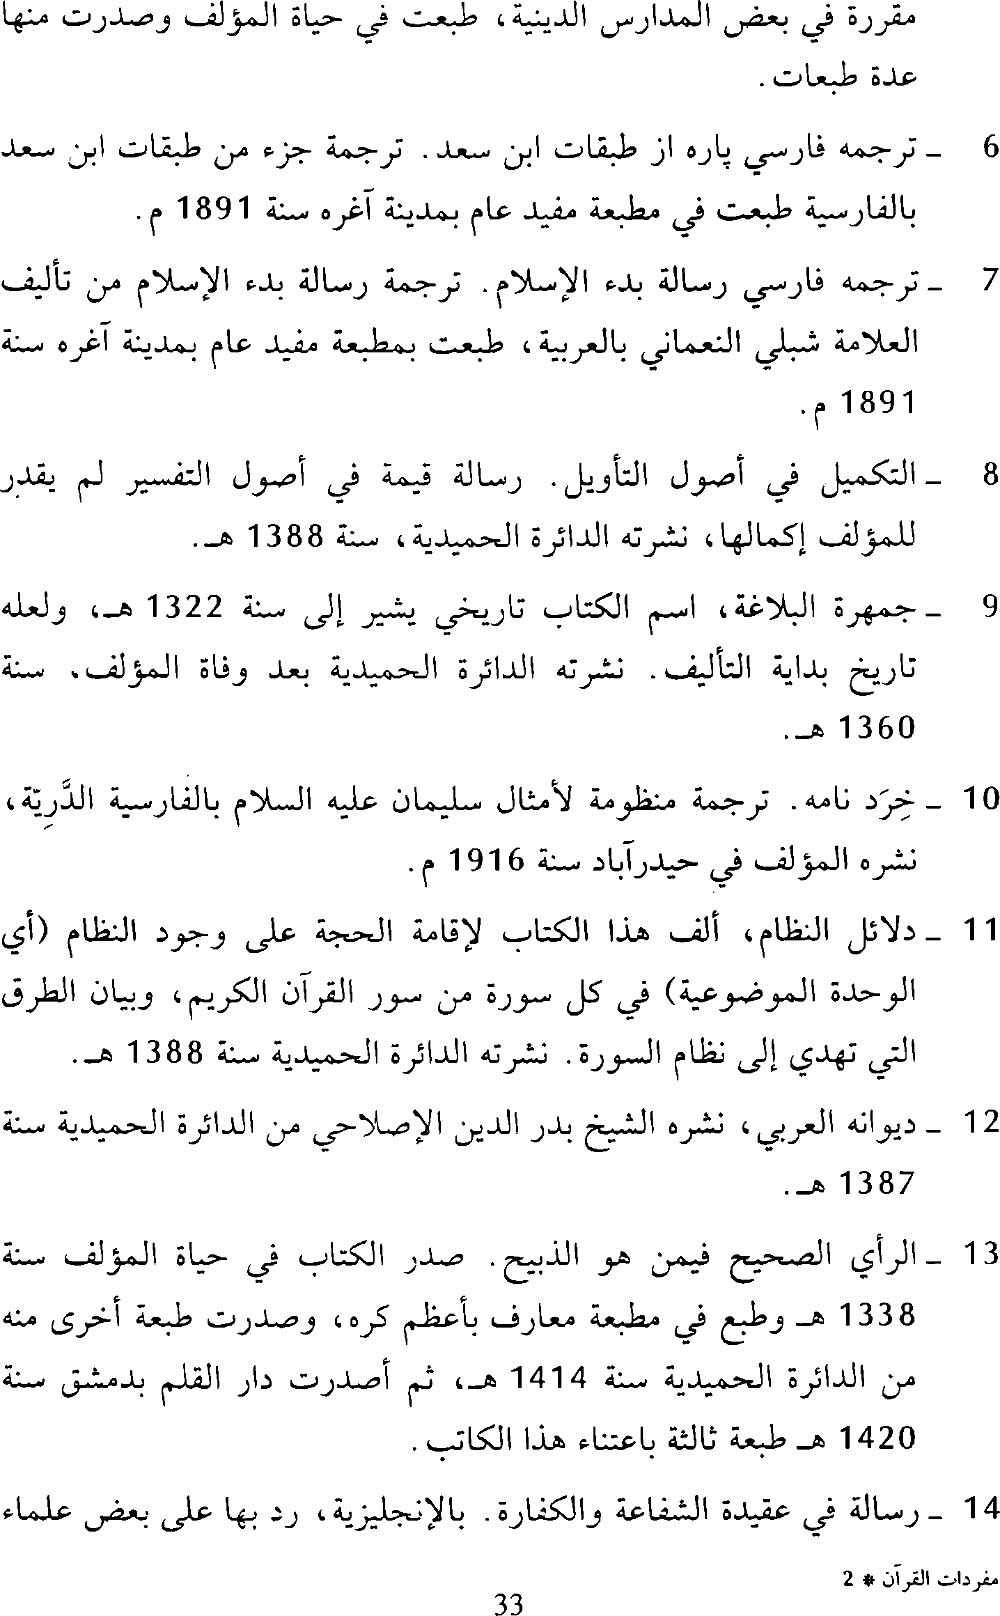 مقررة في بعض المدارس الدينية، طبعت في حياة المؤلف وصدرت منها
عدة طبعات.
6 ـ ترجمه فارسي پاره از طبقات ابن سعد. ترجمة جزء من طبقات ابن سعد
بالفارسية طبعت في مطبعة مفيد عام بمدينة آغره سنة 1891 م.
7 ـ ترجمه فارسي رسالة بدء الإسلام. ترجمة رسالة بدء الإسلام من تأليف
العلامة شبلي النعماني بالعربية، طبعت بمطبعة مفيد عام بمدينة آغره سنة
1891 م.
8 ـ التكميل في أصول التأويل. رسالة قيمة في أصول التفسير لم يقدر
للمؤلف إكمالها، نشرته الدائرة الحميدية، سنة 1388 هـ.
9 ـ جمهرة البلاغة، اسم الكتاب تاريخي يشير إلى سنة 1322 هـ، ولعله
تاريخ بداية التأليف. نشرته الدائرة الحميدية بعد وفاة المؤلف، سنة
1360 هـ.
10 ـ خِرَد نامه. ترجمة منظومة لأمثال سليمان عليه السلام بالفارسية الدَّرِيّة،
نشره المؤلف في حيدرآباد سنة 1916 م.
11 ـ دلائل النظام، ألف هذا الكتاب لإقامة الحجة على وجود النظام (أي
الوحدة الموضوعية) في كل سورة من سور القرآن الكريم، وبيان الطرق
التي تهدي إلى نظام السورة. نشرته الدائرة الحميدية سنة 1388 هـ.
12 ـ ديوانه العربي، نشره الشيخ بدر الدين الإصلاحي من الدائرة الحميدية سنة
1387 هـ.
13 ـ الرأي الصحيح فيمن هو الذبيح. صدر الكتاب في حياة المؤلف سنة
1338 هـ وطبع في مطبعة معارف بأعظم كره، وصدرت طبعة أخرى منه
من الدائرة الحميدية سنة 1414 هـ، ثم أصدرت دار القلم بدمشق سنة
1420 هـ طبعة ثالثة باعتناء هذا الكاتب.
14 ـ رسالة في عقيدة الشفاعة والكفارة. بالإنجليزية، رد بها على بعض علماء
مفردات القرآن * 2
33